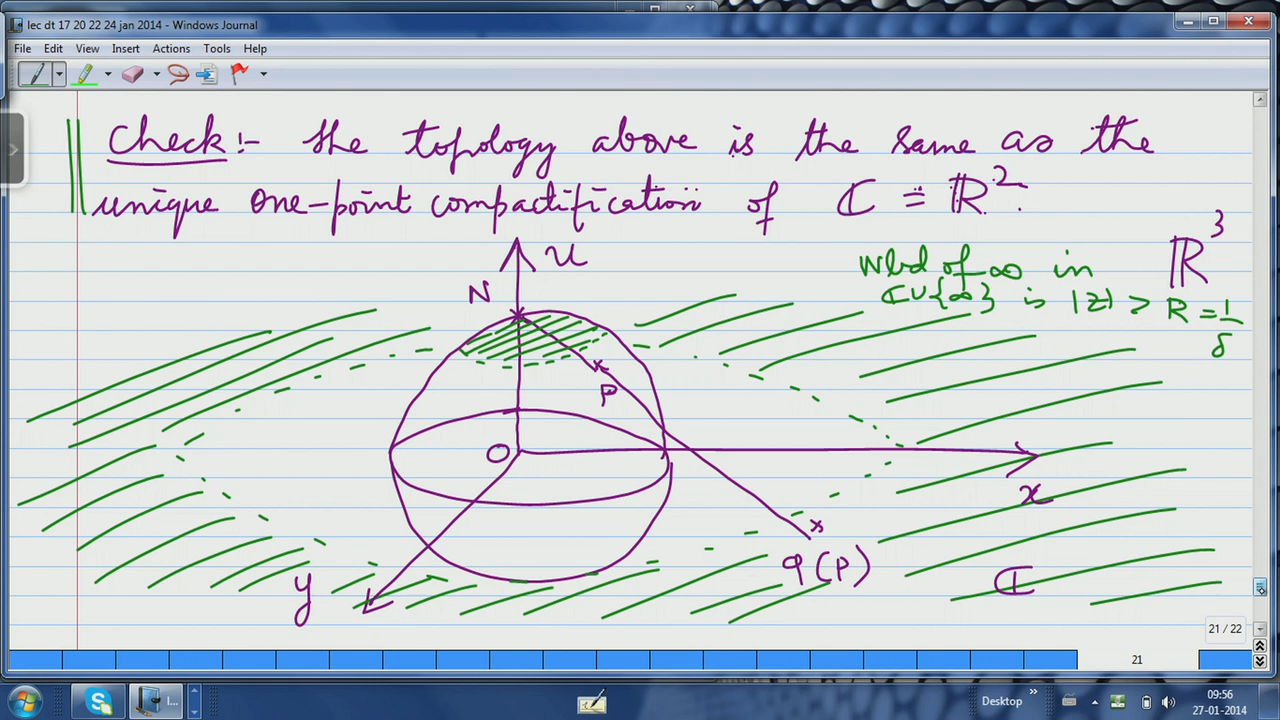 lec dt 17 20 22 24 jan 2014 - Windows Journal
File Edit View Insert Actions Tools Help
Check:- The topology above is the same as the
unique one-point compactification of ℂ ≡ ℝ².
U
N
nbd of ∞ in
ℂ∪{∞} is |z| > R = 1/δ
ℝ³
P
O
x
y
φ(P)
ℂ
21 / 22
21
Desktop
09:56
27-01-2014